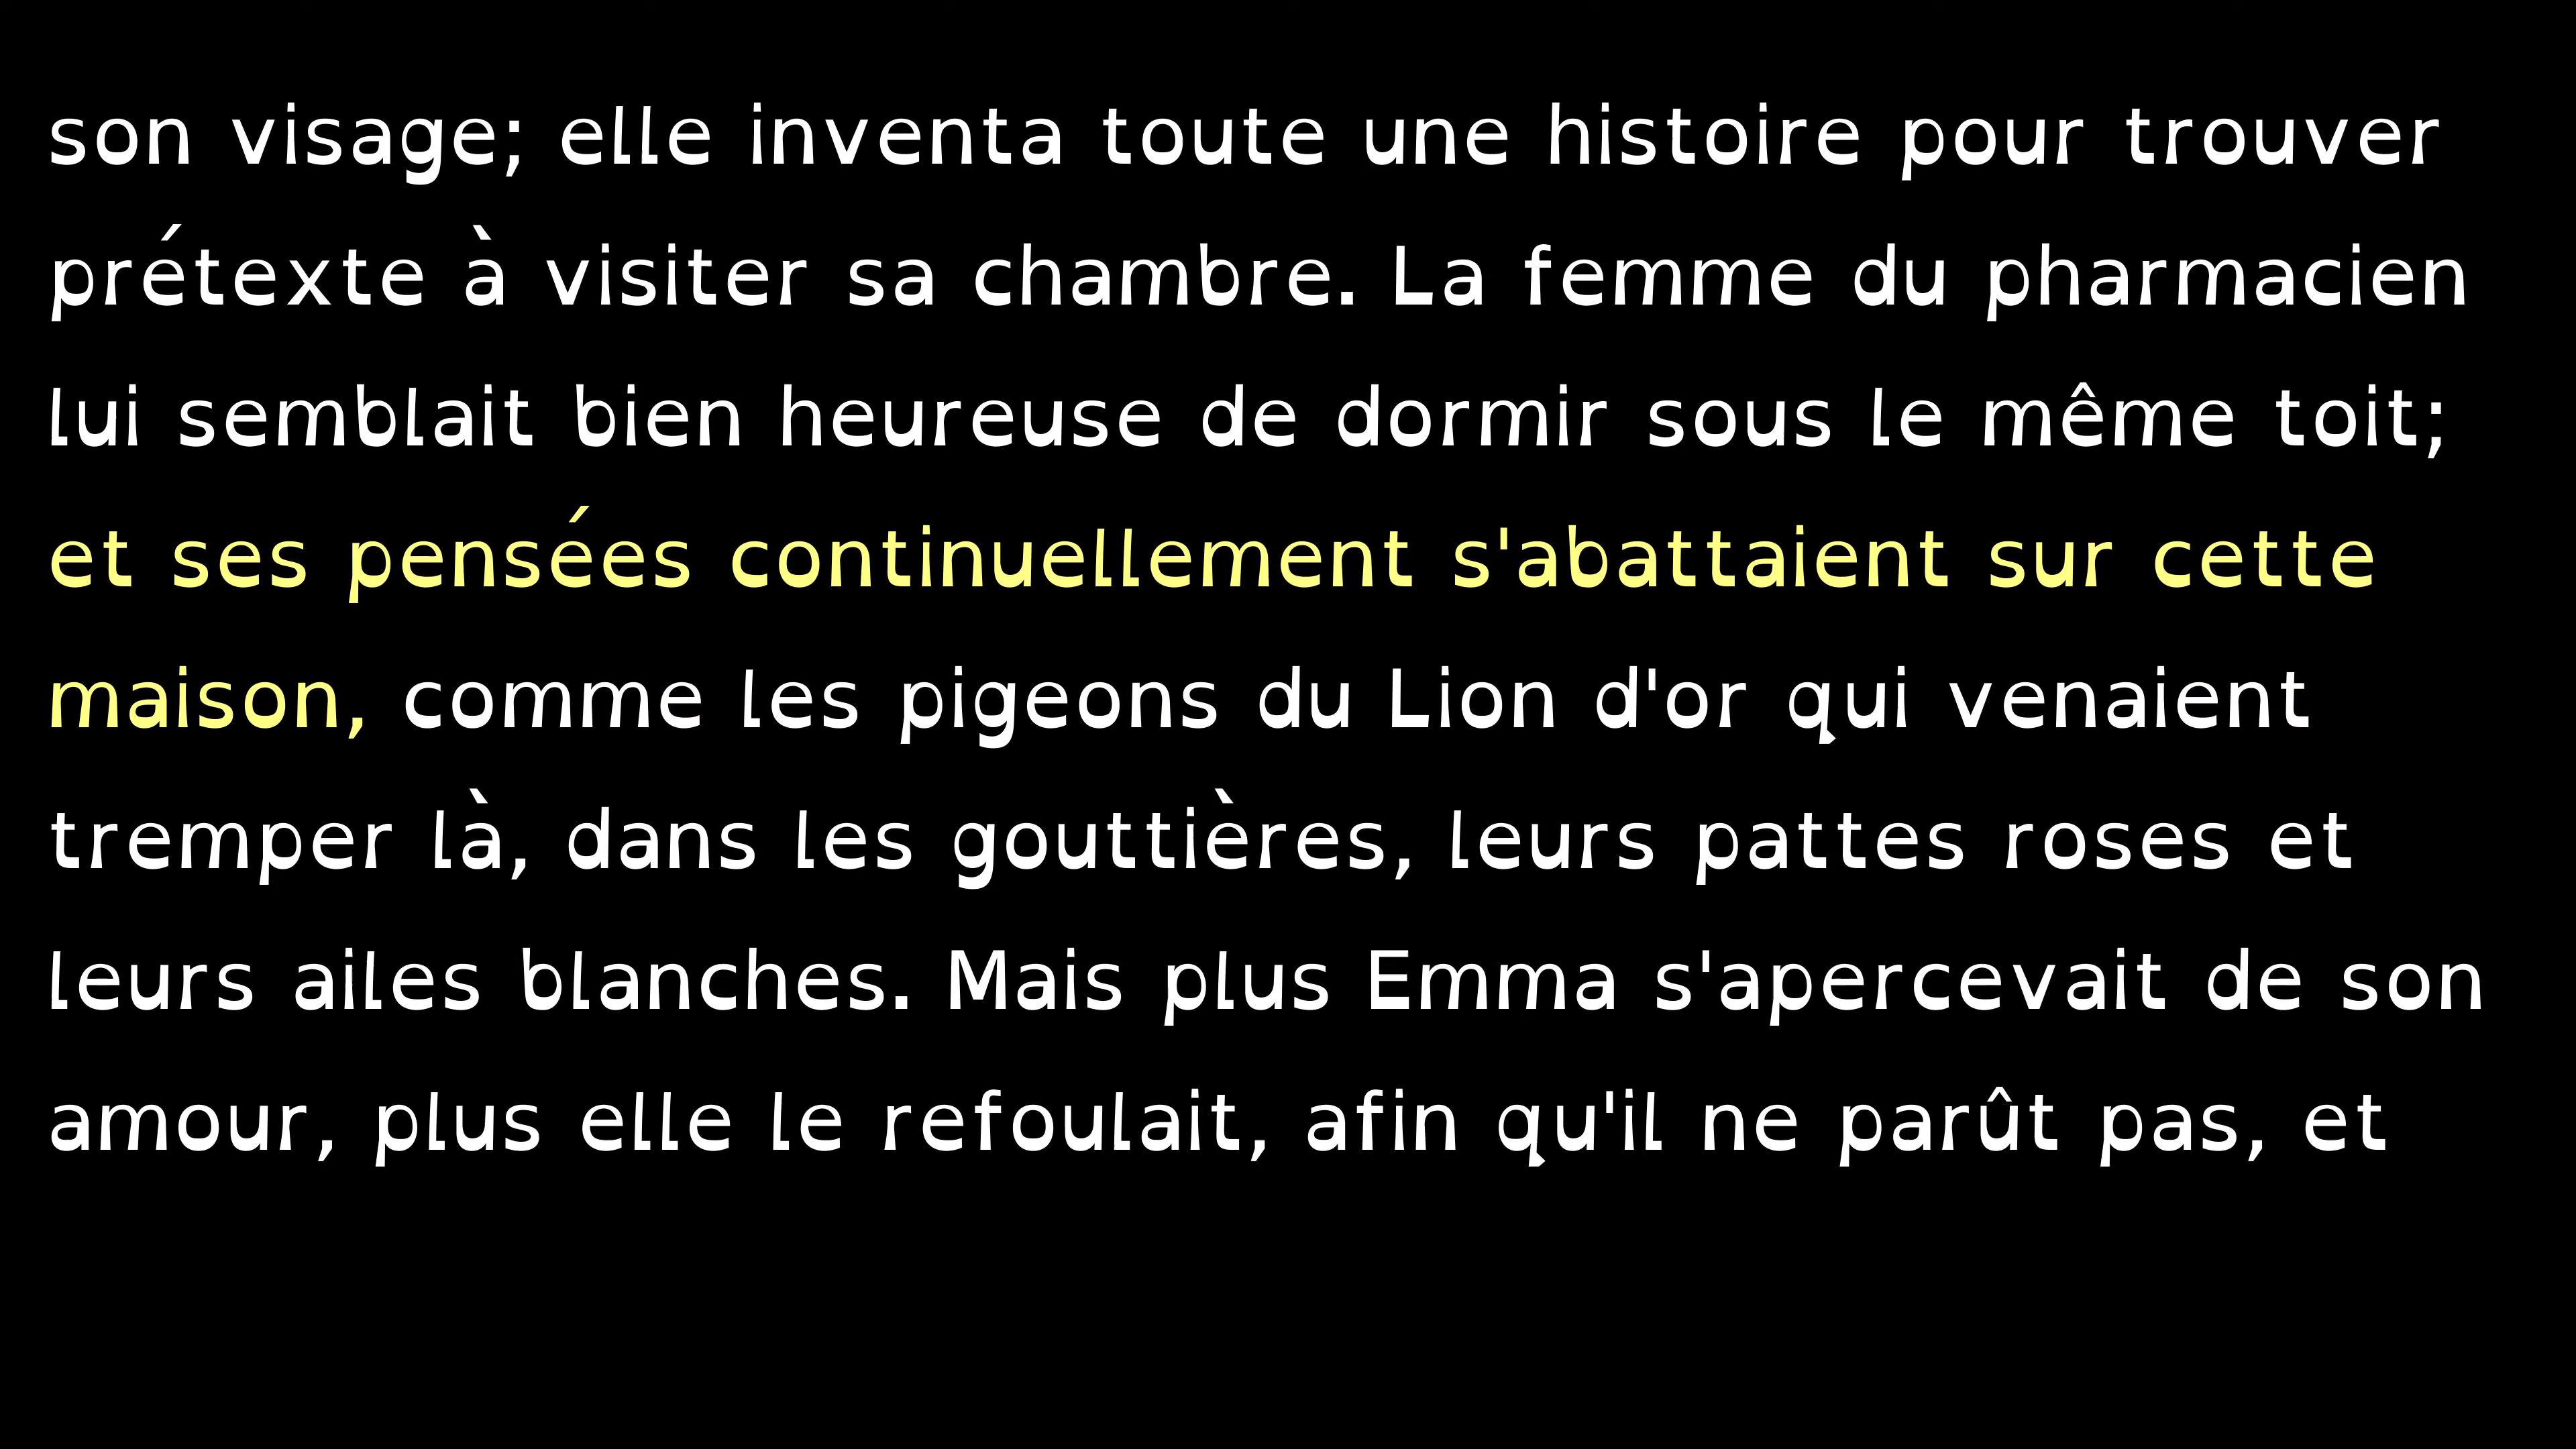 son visage; elle inventa toute une histoire pour trouver
prétexte à visiter sa chambre. La femme du pharmacien
lui semblait bien heureuse de dormir sous le même toit;
et ses pensées continuellement s'abattaient sur cette
maison, comme les pigeons du Lion d'or qui venaient
tremper là, dans les gouttières, leurs pattes roses et
leurs ailes blanches. Mais plus Emma s'apercevait de son
amour, plus elle le refoulait, afin qu'il ne parût pas, et